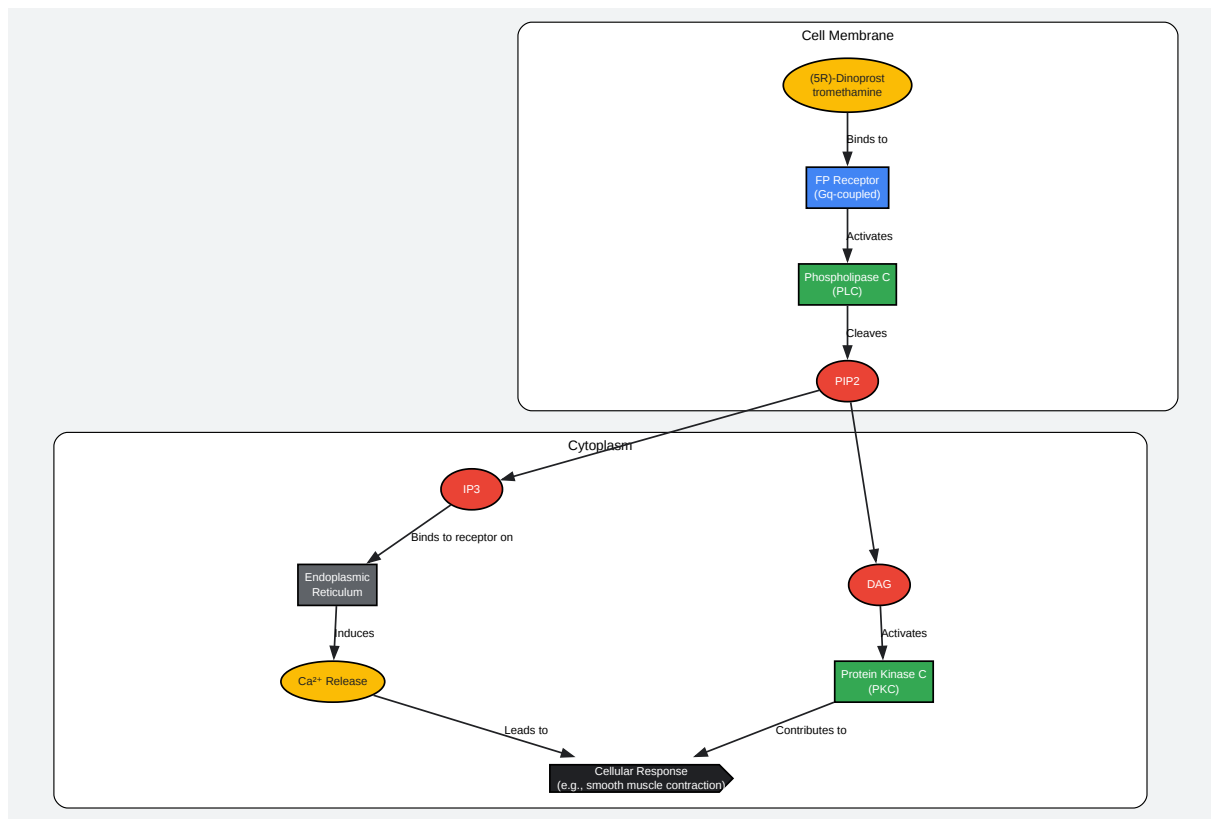 Cell Membrane
(5R)-Dinoprost
tromethamine
Binds to
FP Receptor
(Gq-coupled)
Activates
Phospholipase C
(PLC)
Cleaves
PIP2
Cytoplasm
IP3
Binds to receptor on
Endoplasmic
Reticulum
DAG
Induces
Activates
Ca²⁺ Release
Protein Kinase C
(PKC)
Leads to
Contributes to
Cellular Response
(e.g., smooth muscle contraction)